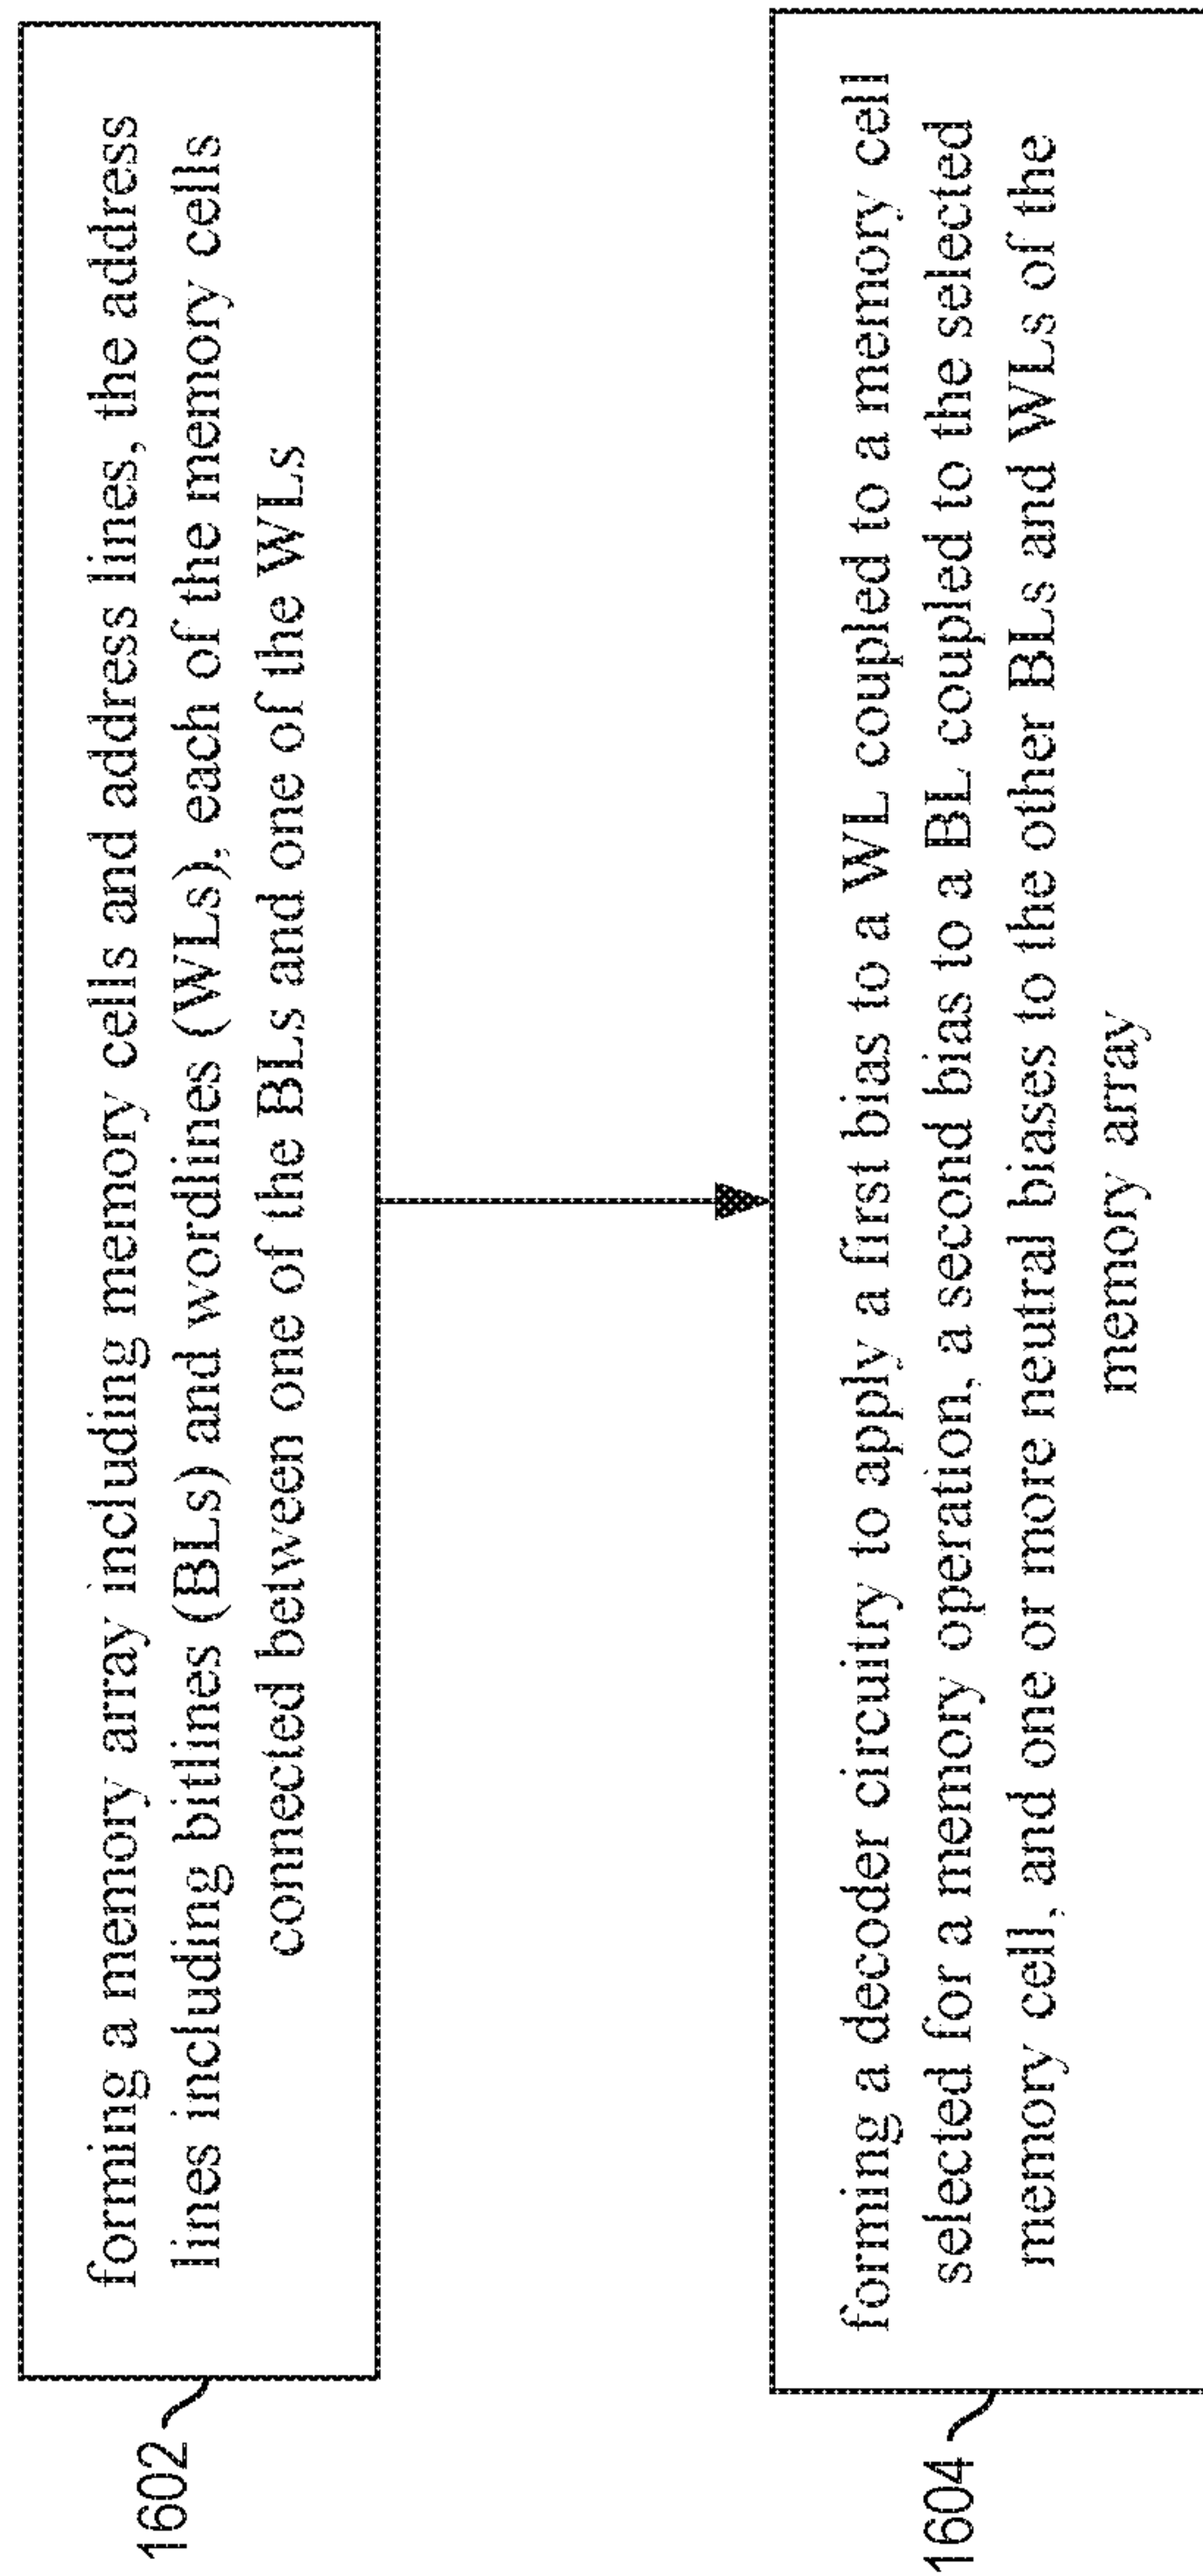 1602
forming a memory array including memory cells and address lines, the address
lines including bitlines (BLs) and wordlines (WLs), each of the memory cells
connected between one of the BLs and one of the WLs
1604
forming a decoder circuitry to apply a first bias to a WL coupled to a memory cell
selected for a memory operation, a second bias to a BL coupled to the selected
memory cell, and one or more neutral biases to the other BLs and WLs of the
memory array